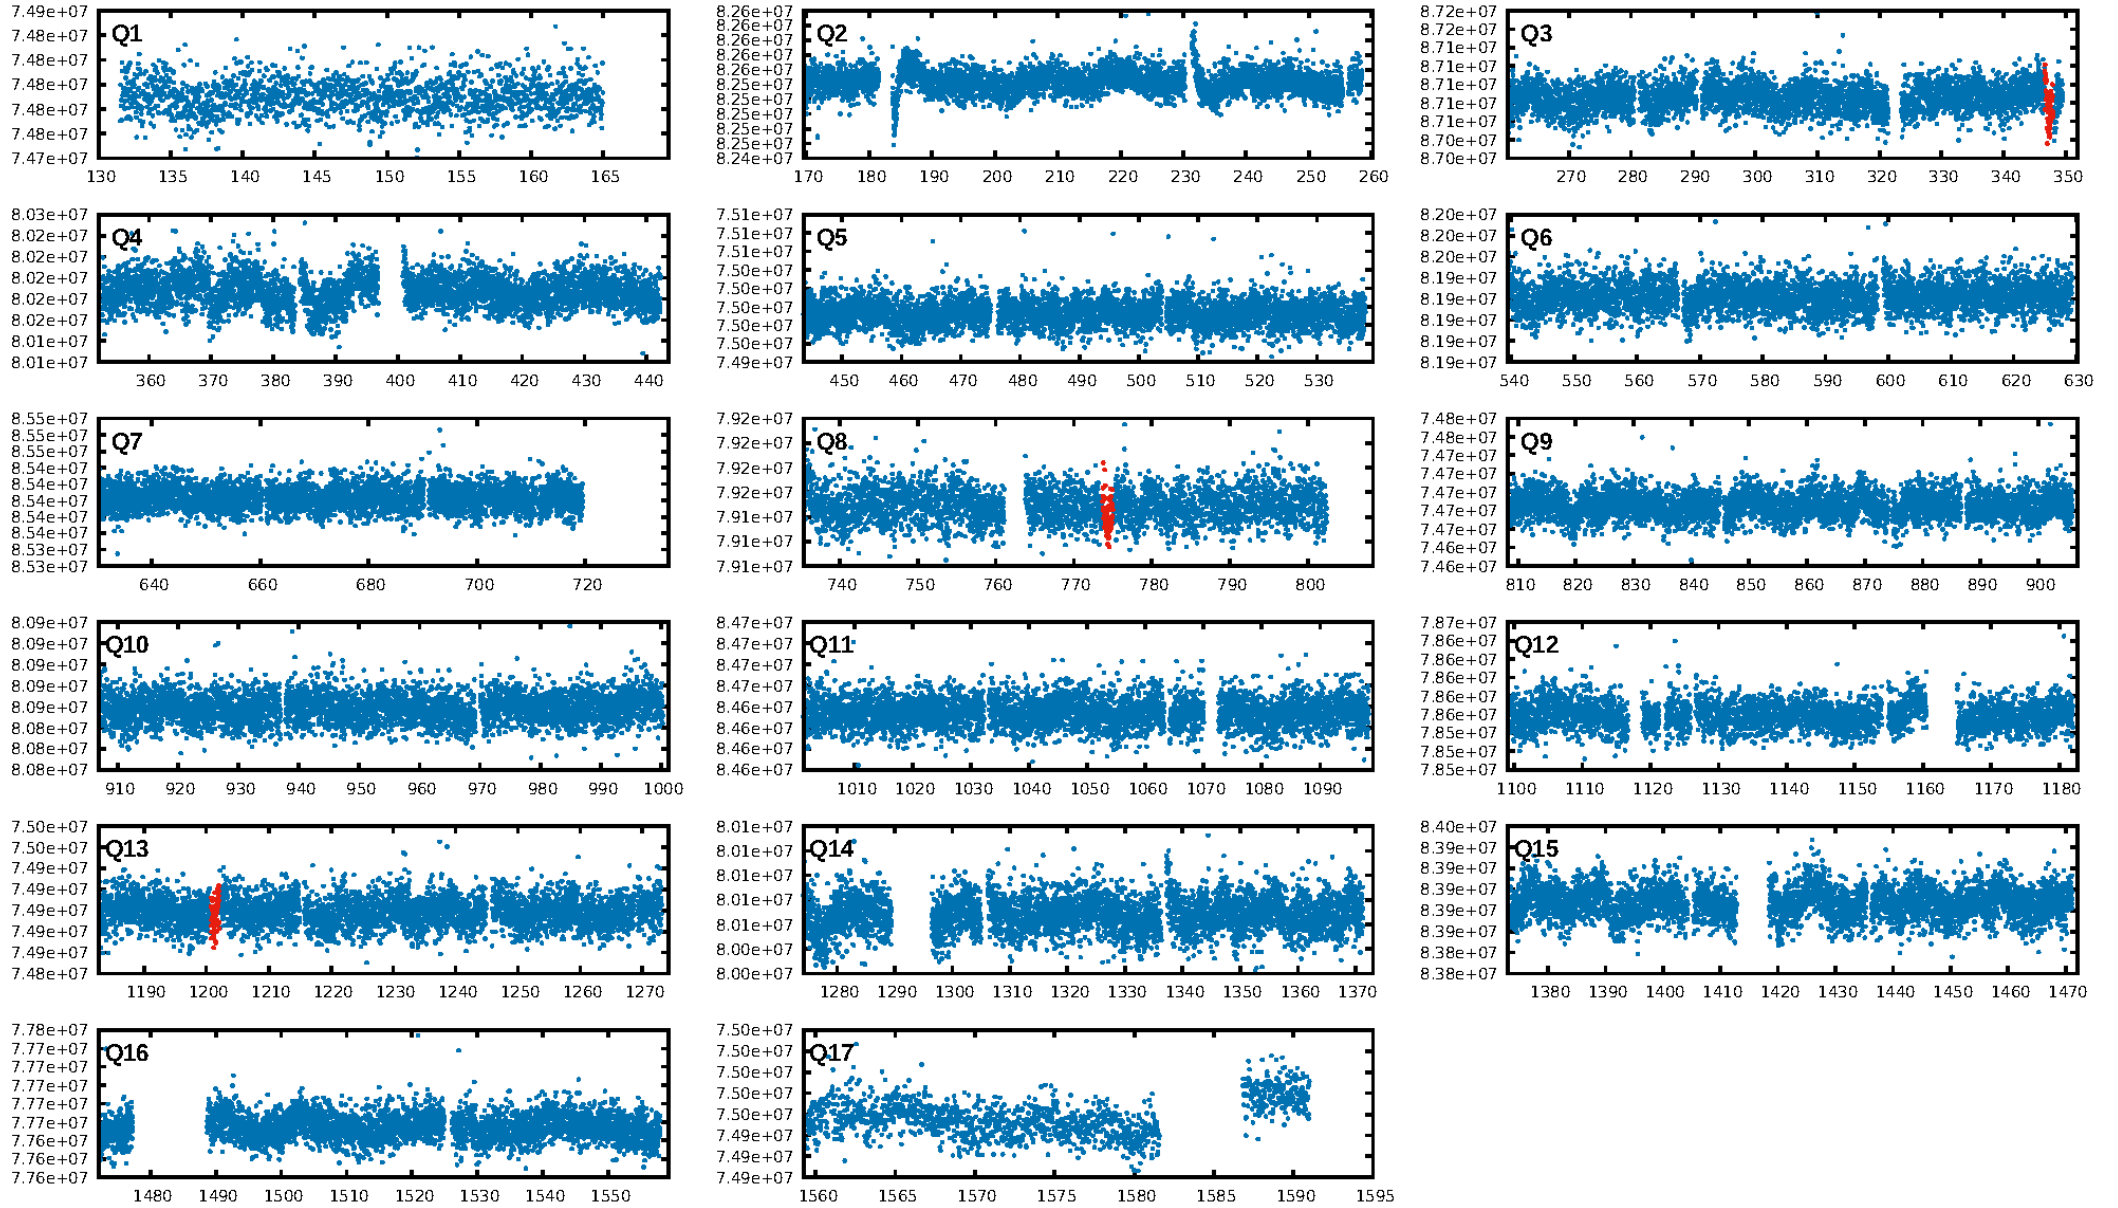 7.49e+07
7.48e+07
7.48e+07
7.48e+07
7.48e+07
7.48e+07
7.47e+07
Q1
130 135 140 145 150 155 160 165
8.26e+07
8.26e+07
8.26e+07
8.26e+07
8.26e+07
8.25e+07
8.25e+07
8.25e+07
8.25e+07
8.25e+07
8.24e+07
Q2
170 180 190 200 210 220 230 240 250 260
8.72e+07
8.72e+07
8.71e+07
8.71e+07
8.71e+07
8.71e+07
8.71e+07
8.70e+07
8.70e+07
Q3
270 280 290 300 310 320 330 340 350
8.03e+07
8.02e+07
8.02e+07
8.02e+07
8.02e+07
8.02e+07
8.01e+07
8.01e+07
Q4
360 370 380 390 400 410 420 430 440
7.51e+07
7.51e+07
7.51e+07
7.50e+07
7.50e+07
7.50e+07
7.50e+07
7.50e+07
7.49e+07
Q5
450 460 470 480 490 500 510 520 530
8.20e+07
8.20e+07
8.20e+07
8.19e+07
8.19e+07
8.19e+07
8.19e+07
8.19e+07
Q6
540 550 560 570 580 590 600 610 620 630
8.55e+07
8.55e+07
8.55e+07
8.54e+07
8.54e+07
8.54e+07
8.54e+07
8.54e+07
8.53e+07
8.53e+07
Q7
640 660 680 700 720
7.92e+07
7.92e+07
7.92e+07
7.92e+07
7.91e+07
7.91e+07
7.91e+07
Q8
740 750 760 770 780 790 800
7.48e+07
7.48e+07
7.47e+07
7.47e+07
7.47e+07
7.47e+07
7.47e+07
7.46e+07
7.46e+07
Q9
810 820 830 840 850 860 870 880 890 900
8.09e+07
8.09e+07
8.09e+07
8.09e+07
8.09e+07
8.08e+07
8.08e+07
8.08e+07
Q10
910 920 930 940 950 960 970 980 990 1000
8.47e+07
8.47e+07
8.47e+07
8.47e+07
8.46e+07
8.46e+07
8.46e+07
8.46e+07
Q11
1010 1020 1030 1040 1050 1060 1070 1080 1090
7.87e+07
7.86e+07
7.86e+07
7.86e+07
7.86e+07
7.86e+07
7.85e+07
7.85e+07
7.85e+07
Q12
1100 1110 1120 1130 1140 1150 1160 1170 1180
7.50e+07
7.50e+07
7.49e+07
7.49e+07
7.49e+07
7.49e+07
7.49e+07
7.48e+07
Q13
1190 1200 1210 1220 1230 1240 1250 1260 1270
8.01e+07
8.01e+07
8.01e+07
8.01e+07
8.01e+07
8.00e+07
8.00e+07
Q14
1280 1290 1300 1310 1320 1330 1340 1350 1360 1370
8.40e+07
8.39e+07
8.39e+07
8.39e+07
8.39e+07
8.39e+07
8.38e+07
8.38e+07
Q15
1380 1390 1400 1410 1420 1430 1440 1450 1460 1470
7.78e+07
7.77e+07
7.77e+07
7.77e+07
7.77e+07
7.77e+07
7.76e+07
7.76e+07
7.76e+07
Q16
1480 1490 1500 1510 1520 1530 1540 1550
7.50e+07
7.50e+07
7.50e+07
7.50e+07
7.50e+07
7.49e+07
7.49e+07
7.49e+07
Q17
1560 1565 1570 1575 1580 1585 1590 1595